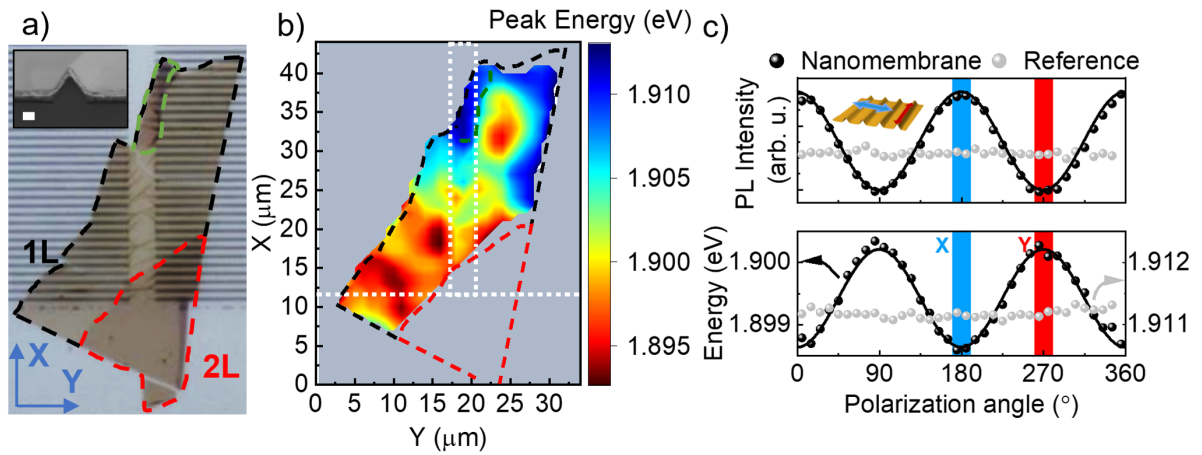 a)
1L
2L
X
Y
b)
Peak Energy (eV)
X (μm)
40
35
30
25
20
15
10
5
0
0 5 10 15 20 25 30
Y (μm)
1.910
1.905
1.900
1.895
c)
Nanomembrane Reference
PL Intensity
(arb. u.)
Energy (eV)
1.900
1.899
X
Y
1.912
1.911
0 90 180 270 360
Polarization angle (°)